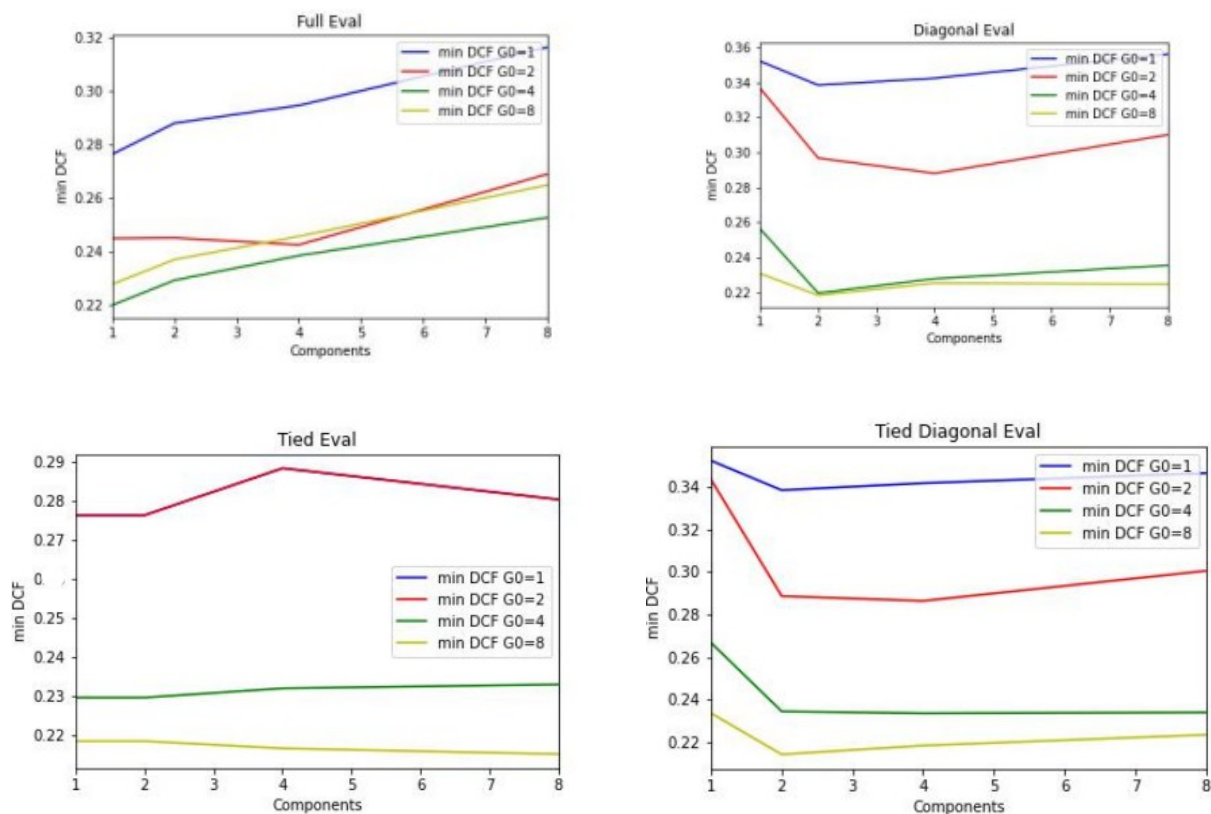 Full Eval
0.32
0.30
0.28
0.26
0.24
0.22
min DCF
1 2 3 4 5 6 7 8
Components
min DCF G0=1
min DCF G0=2
min DCF G0=4
min DCF G0=8
Diagonal Eval
0.36
0.34
0.30
0.28
0.26
0.24
0.22
min DCF
1 2 3 4 5 6 7 8
Components
min DCF G0=1
min DCF G0=2
min DCF G0=4
min DCF G0=8
Tied Eval
0.29
0.28
0.27
0.
0.25
0.23
0.22
min DCF
1 2 3 4 5 6 7 8
Components
min DCF G0=1
min DCF G0=2
min DCF G0=4
min DCF G0=8
Tied Diagonal Eval
0.34
0.30
0.28
0.26
0.24
0.22
min DCF
1 2 3 4 5 6 7 8
Components
min DCF G0=1
min DCF G0=2
min DCF G0=4
min DCF G0=8